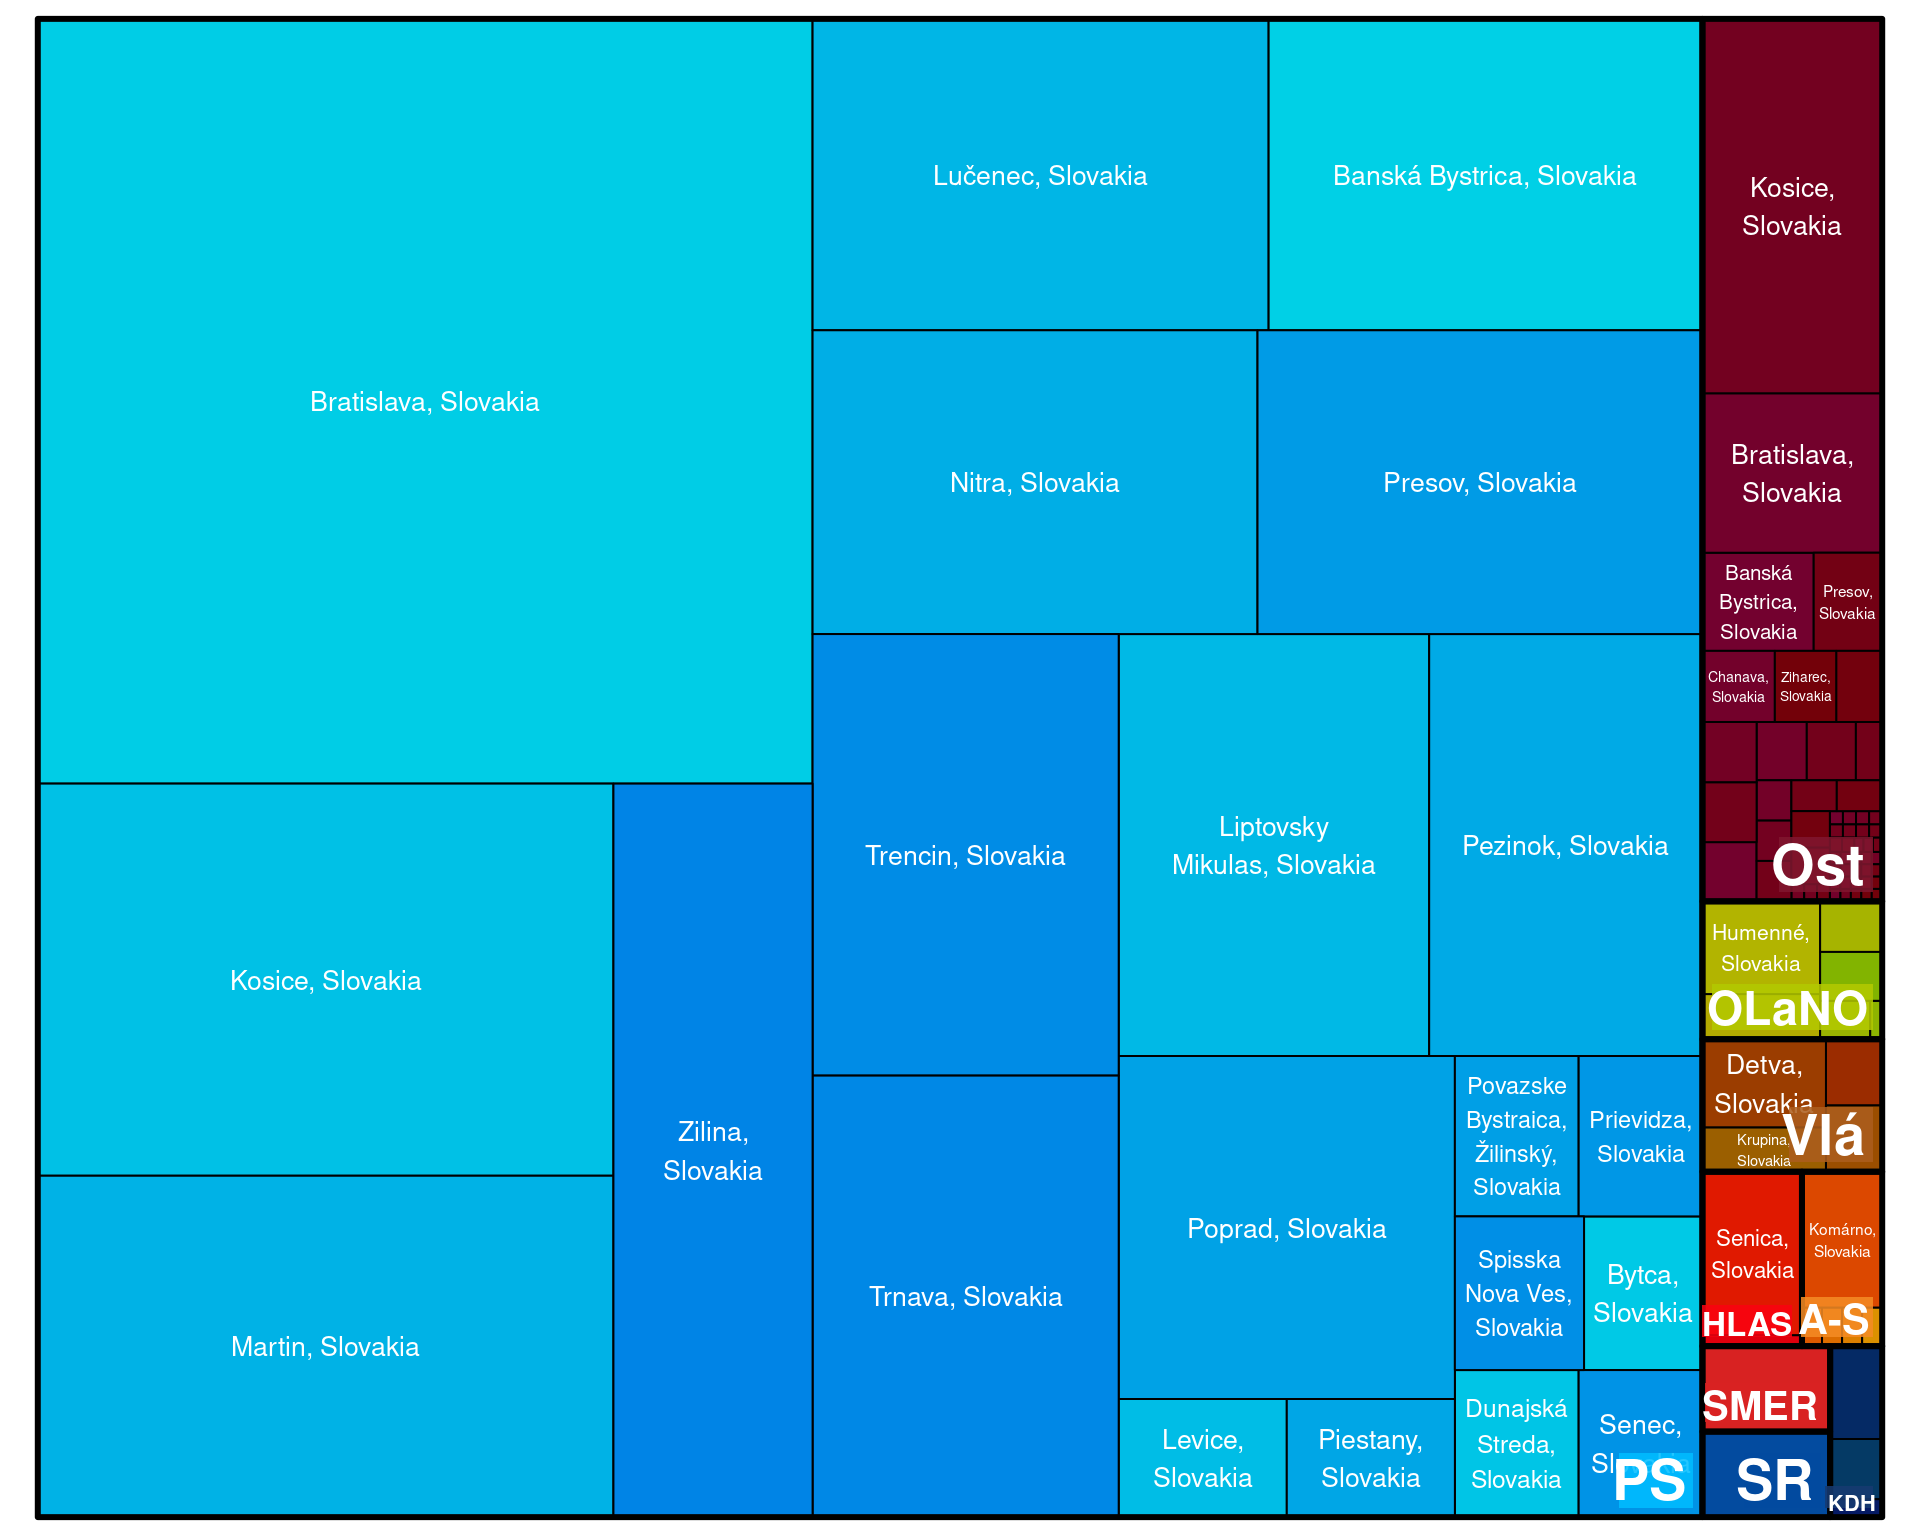 Bratislava, Slovakia
Lučenec, Slovakia
Banská Bystrica, Slovakia
Nitra, Slovakia
Presov, Slovakia
Kosice, Slovakia
Martin, Slovakia
Zilina,
Slovakia
Trencin, Slovakia
Trnava, Slovakia
Liptovsky
Mikulas, Slovakia
Pezinok, Slovakia
Poprad, Slovakia
Levice,
Slovakia
Piestany,
Slovakia
Povazske
Bystraica,
Žilinský,
Slovakia
Prievidza,
Slovakia
Spisska
Nova Ves,
Slovakia
Bytca,
Slovakia
Dunajská
Streda,
Slovakia
Senec,
Slovakia
PS
Kosice,
Slovakia
Bratislava,
Slovakia
Banská
Bystrica,
Slovakia
Presov,
Slovakia
Chanava,
Slovakia
Ziharec,
Slovakia
Ost
Humenné,
Slovakia
OLaNO
Detva,
Slovakia
Krupina,
Slovakia
Vlá
Senica,
Slovakia
HLAS
Komárno,
Slovakia
A-S
SMER
SR
KDH